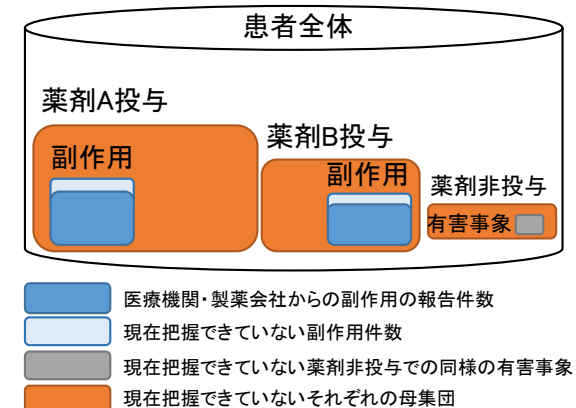 患者全体
薬剤A投与
副作用
薬剤B投与
副作用
薬剤非投与
有害事象
医療機関・製薬会社からの副作用の報告件数
現在把握できていない副作用件数
現在把握できていない薬剤非投与での同様の有害事象
現在把握できていないそれぞれの母集団